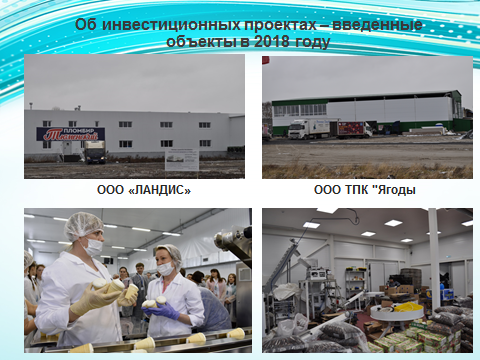 Об инвестиционных проектах – введенные
объекты в 2018 году
ПЛОМБИР
ООО «ЛАНДИС»
ООО ТПК "Ягоды